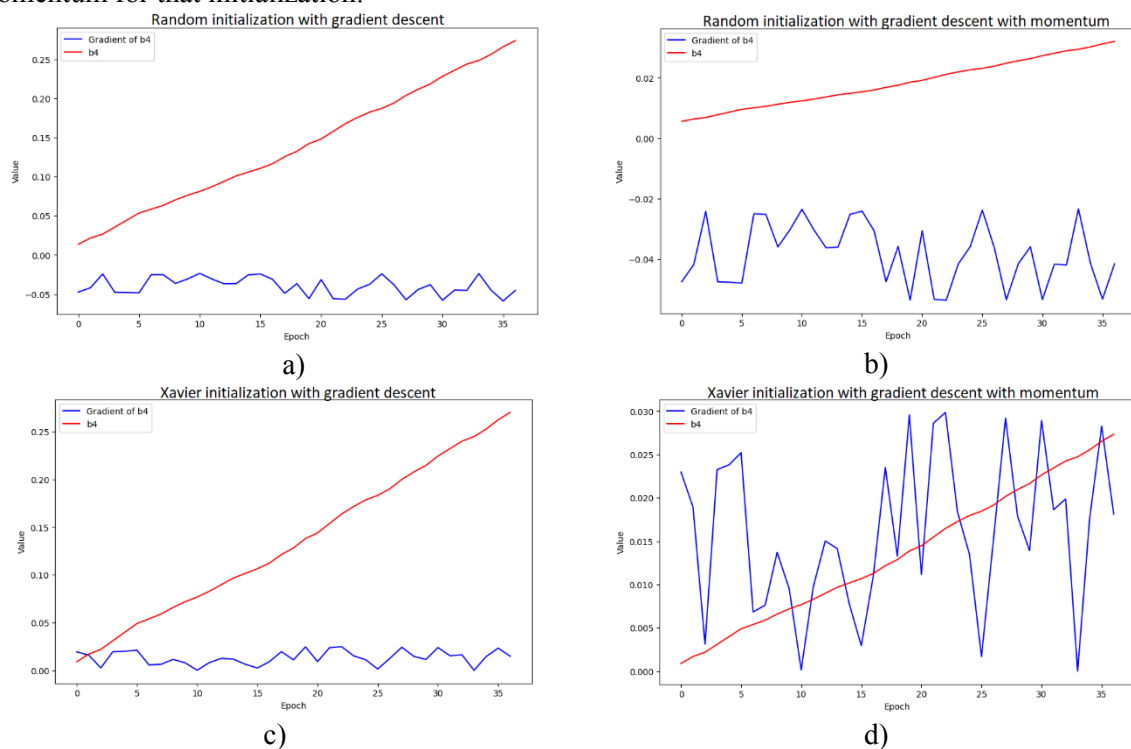 omentum for that initialization.
Random initialization with gradient descent
Gradient of b4
b4
0.25
0.20
0.15
0.10
0.05
0.00
−0.05
Value
0
5
10
15
20
25
30
35
Epoch
a)
Random initialization with gradient descent with momentum
Gradient of b4
b4
0.02
0.00
−0.02
−0.04
Value
0
5
10
15
20
25
30
35
Epoch
b)
Xavier initialization with gradient descent
Gradient of b4
b4
0.25
0.20
0.15
0.10
0.05
0.00
Value
0
5
10
15
20
25
30
35
Epoch
c)
Xavier initialization with gradient descent with momentum
Gradient of b4
b4
0.030
0.025
0.020
0.015
0.010
0.005
0.000
Value
0
5
10
15
20
25
30
35
Epoch
d)